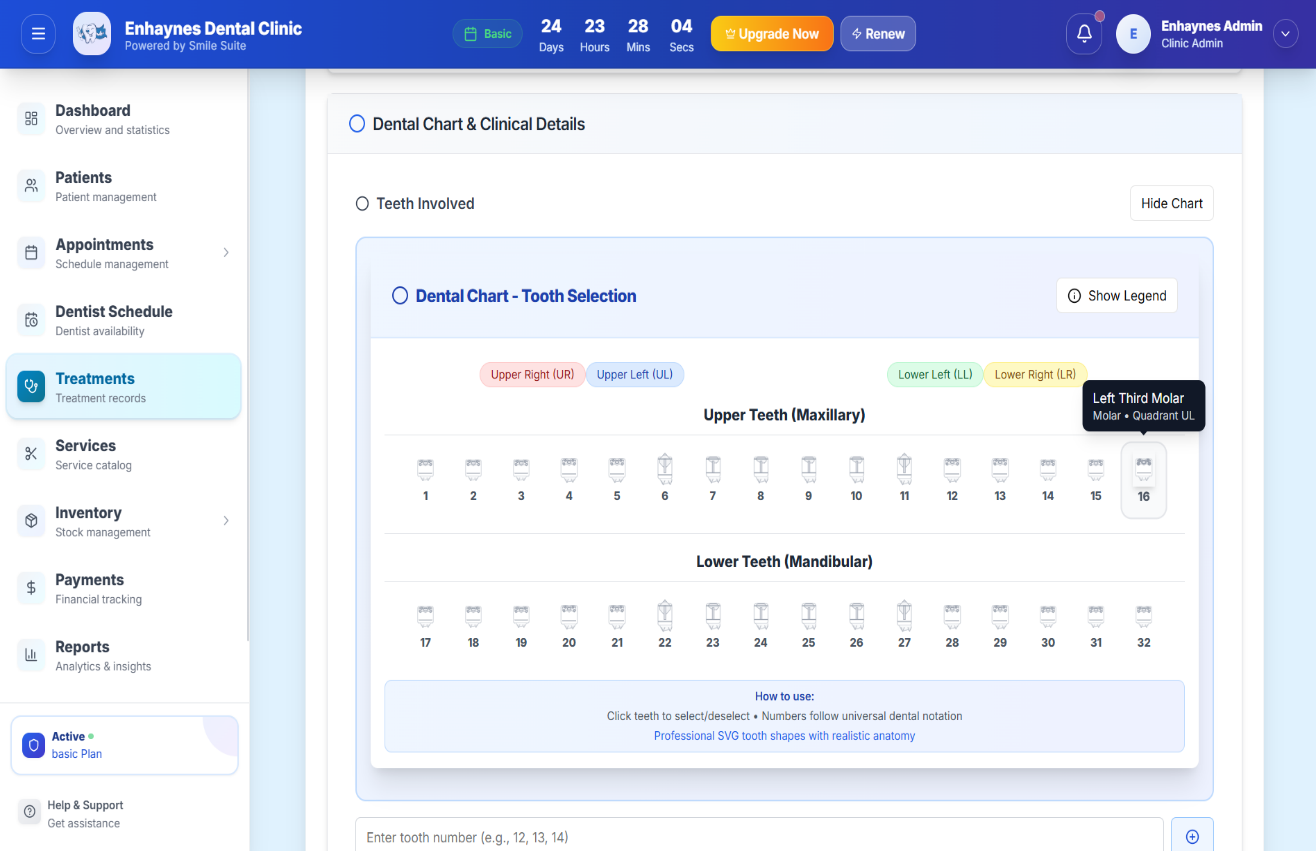 Enhaynes Dental Clinic
Powered by Smile Suite
Basic
24 23 28 04
Days Hours Mins Secs
Upgrade Now
Renew
E
Enhaynes Admin
Clinic Admin
Dashboard
Overview and statistics
Patients
Patient management
Appointments
Schedule management
Dentist Schedule
Dentist availability
Treatments
Treatment records
Services
Service catalog
Inventory
Stock management
Payments
Financial tracking
Reports
Analytics & insights
Active
basic Plan
Help & Support
Get assistance
Dental Chart & Clinical Details
Teeth Involved
Hide Chart
Dental Chart - Tooth Selection
Show Legend
Upper Right (UR) Upper Left (UL) Lower Left (LL) Lower Right (LR)
Left Third Molar
Molar • Quadrant UL
Upper Teeth (Maxillary)
1 2 3 4 5 6 7 8 9 10 11 12 13 14 15 16
Lower Teeth (Mandibular)
17 18 19 20 21 22 23 24 25 26 27 28 29 30 31 32
How to use:
Click teeth to select/deselect • Numbers follow universal dental notation
Professional SVG tooth shapes with realistic anatomy
Enter tooth number (e.g., 12, 13, 14)